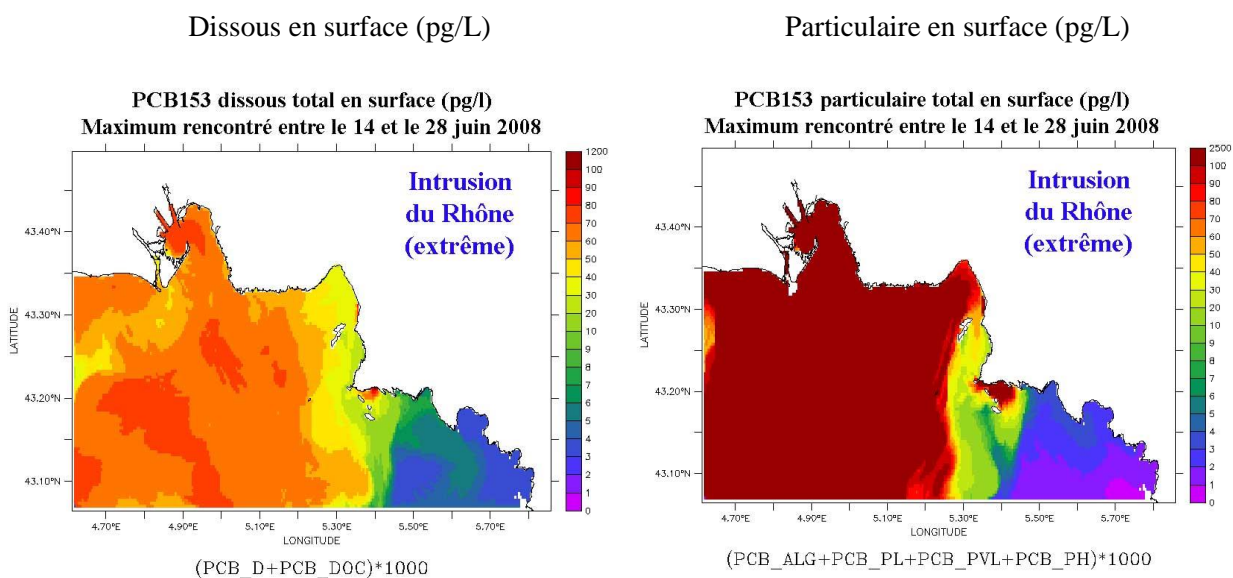 Dissous en surface (pg/L)
Particulaire en surface (pg/L)
PCB153 dissous total en surface (pg/l)
Maximum rencontré entre le 14 et le 28 juin 2008
Intrusion
du Rhône
(extrême)
1200
100
90
80
70
60
50
40
30
20
10
9
8
7
6
5
4
3
2
1
0
43.40°N
43.30°N
43.20°N
43.10°N
LATITUDE
4.70°E
4.90°E
5.10°E
5.30°E
5.50°E
5.70°E
LONGITUDE
(PCB_D+PCB_DOC)*1000
PCB153 particulaire total en surface (pg/l)
Maximum rencontré entre le 14 et le 28 juin 2008
Intrusion
du Rhône
(extrême)
2500
100
90
80
70
60
50
40
30
20
10
9
8
7
6
5
4
3
2
1
0
43.40°N
43.30°N
43.20°N
43.10°N
LATITUDE
4.70°E
4.90°E
5.10°E
5.30°E
5.50°E
5.70°E
LONGITUDE
(PCB_ALG+PCB_PL+PCB_PVL+PCB_PH)*1000